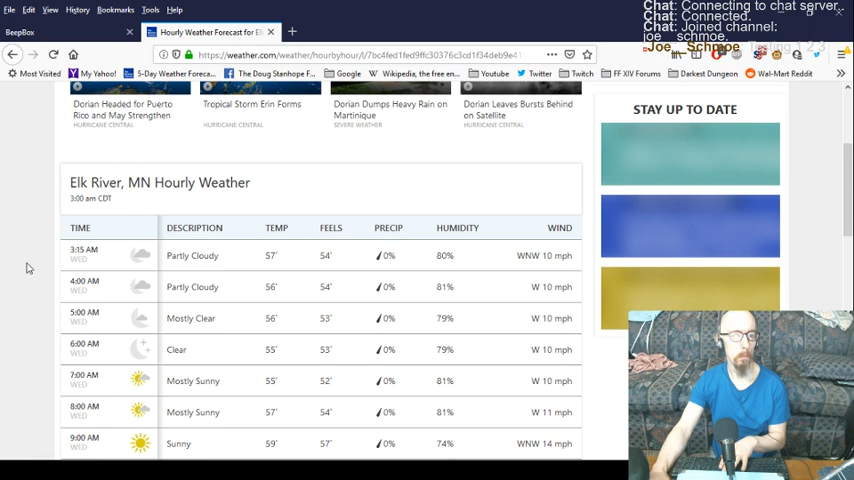 File Edit View History Bookmarks Tools Help
Chat: Connecting to chat server..
Chat: Connected.
Chat: Joined channel:
joe__schmoe.
Joe__Schmoe: Testing 1 2 3
BeepBox
Hourly Weather Forecast for Elk
https://weather.com/weather/hourbyhour/l/7bc4fed1fed9ffc30376c3cd1f34deb9e41
Most Visited My Yahoo! 5-Day Weather Foreca... The Doug Stanhope F... Google Wikipedia, the free en... Youtube Twitter Twitch FF XIV Forums Darkest Dungeon Wal-Mart Reddit
Dorian Headed for Puerto
Rico and May Strengthen
HURRICANE CENTRAL
Tropical Storm Erin Forms
HURRICANE CENTRAL
Dorian Dumps Heavy Rain on
Martinique
SEVERE WEATHER
Dorian Leaves Bursts Behind
on Satellite
HURRICANE CENTRAL
STAY UP TO DATE
Elk River, MN Hourly Weather
3:00 am CDT
TIME DESCRIPTION TEMP FEELS PRECIP HUMIDITY WIND
3:15 AM WED Partly Cloudy 57° 54° 0% 80% WNW 10 mph
4:00 AM WED Partly Cloudy 56° 54° 0% 81% W 10 mph
5:00 AM WED Mostly Clear 56° 53° 0% 79% W 10 mph
6:00 AM WED Clear 55° 53° 0% 79% W 10 mph
7:00 AM WED Mostly Sunny 55° 52° 0% 81% W 10 mph
8:00 AM WED Mostly Sunny 57° 54° 0% 81% W 11 mph
9:00 AM WED Sunny 59° 57° 0% 74% WNW 14 mph